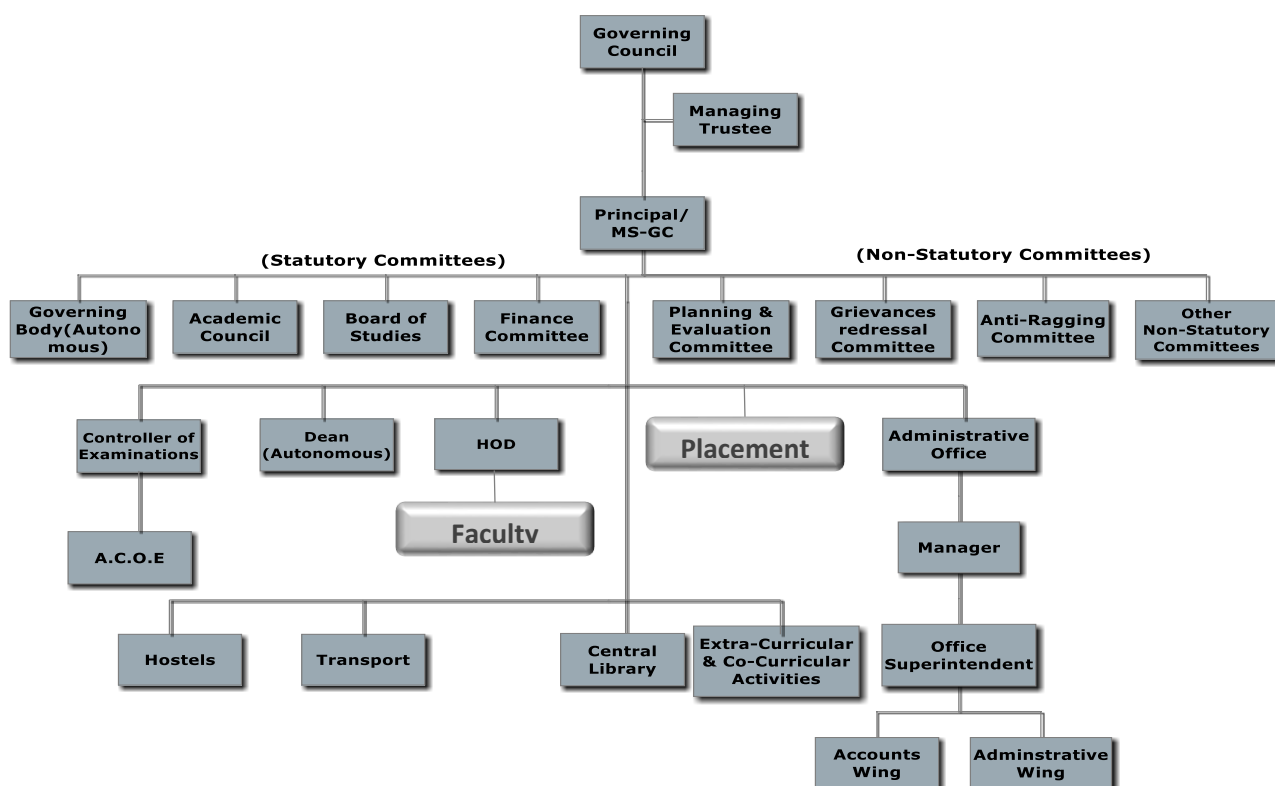 Governing
Council
Managing
Trustee
Principal/
MS-GC
(Statutory Committees)
(Non-Statutory Committees)
Governing
Body(Autono
mous)
Academic
Council
Board of
Studies
Finance
Committee
Planning &
Evaluation
Committee
Grievances
redressal
Committee
Anti-Ragging
Committee
Other
Non-Statutory
Committees
Controller of
Examinations
Dean
(Autonomous)
HOD
Placement
Administrative
Office
Faculty
A.C.O.E
Manager
Hostels
Transport
Central
Library
Extra-Curricular
& Co-Curricular
Activities
Office
Superintendent
Accounts
Wing
Adminstrative
Wing